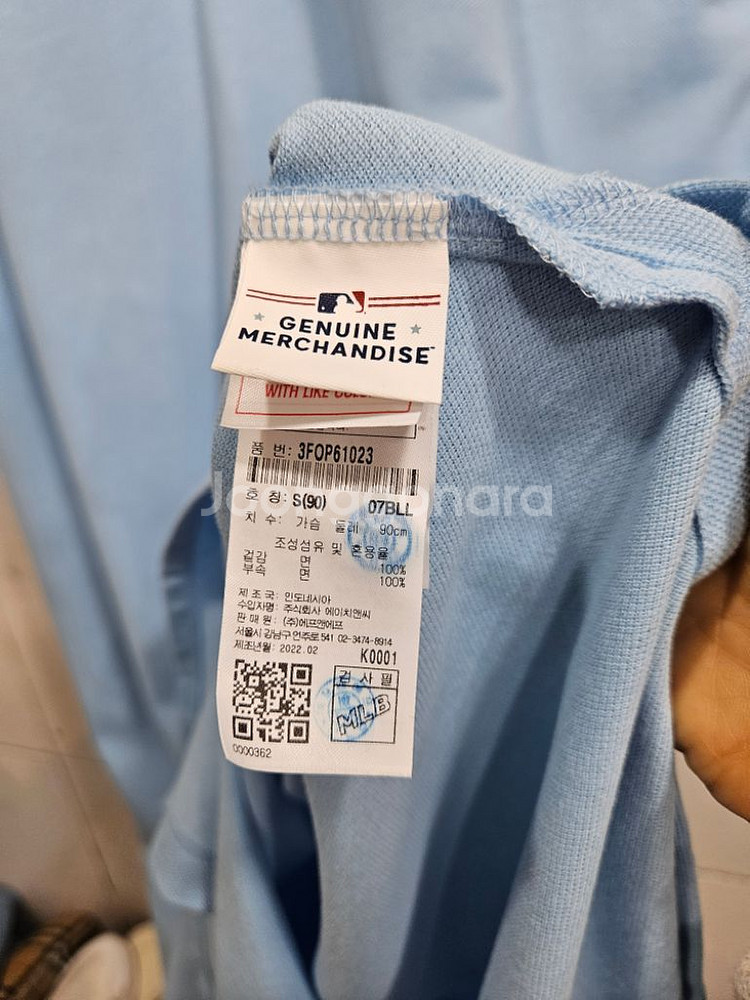 GENUINE
MERCHANDISE™
WITH LIKE
품 번: 3FOP61023
호 칭: S(90) 07BLL
Joonggonara
치 수: 가슴 둘레 90cm
조성섬유 및 혼용율
겉감 면 100%
부속 면 100%
제 조 국: 인도네시아
수입자명: 주식회사 에이치앤씨
판 매 원: (주)에프앤에프
서울시 강남구 언주로 541 02-3474-8914
제조년월: 2022.02
K0001
검 사 필
MLB
0000362